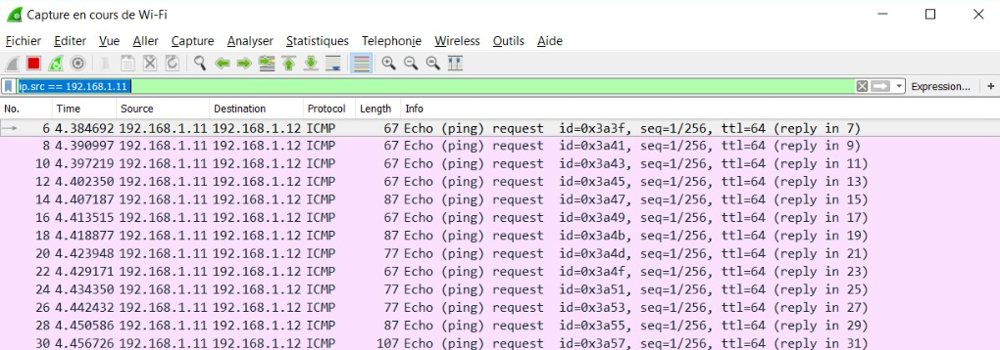 Capture en cours de Wi-Fi
Fichier Editer Vue Aller Capture Analyser Statistiques Telephonie Wireless Outils Aide
ip.src == 192.168.1.11 Expression... +
No. Time Source Destination Protocol Length Info
6 4.384692 192.168.1.11 192.168.1.12 ICMP 67 Echo (ping) request id=0x3a3f, seq=1/256, ttl=64 (reply in 7)
8 4.390997 192.168.1.11 192.168.1.12 ICMP 67 Echo (ping) request id=0x3a41, seq=1/256, ttl=64 (reply in 9)
10 4.397219 192.168.1.11 192.168.1.12 ICMP 67 Echo (ping) request id=0x3a43, seq=1/256, ttl=64 (reply in 11)
12 4.402350 192.168.1.11 192.168.1.12 ICMP 67 Echo (ping) request id=0x3a45, seq=1/256, ttl=64 (reply in 13)
14 4.407187 192.168.1.11 192.168.1.12 ICMP 87 Echo (ping) request id=0x3a47, seq=1/256, ttl=64 (reply in 15)
16 4.413515 192.168.1.11 192.168.1.12 ICMP 67 Echo (ping) request id=0x3a49, seq=1/256, ttl=64 (reply in 17)
18 4.418877 192.168.1.11 192.168.1.12 ICMP 87 Echo (ping) request id=0x3a4b, seq=1/256, ttl=64 (reply in 19)
20 4.423948 192.168.1.11 192.168.1.12 ICMP 77 Echo (ping) request id=0x3a4d, seq=1/256, ttl=64 (reply in 21)
22 4.429171 192.168.1.11 192.168.1.12 ICMP 67 Echo (ping) request id=0x3a4f, seq=1/256, ttl=64 (reply in 23)
24 4.434350 192.168.1.11 192.168.1.12 ICMP 77 Echo (ping) request id=0x3a51, seq=1/256, ttl=64 (reply in 25)
26 4.442432 192.168.1.11 192.168.1.12 ICMP 77 Echo (ping) request id=0x3a53, seq=1/256, ttl=64 (reply in 27)
28 4.450586 192.168.1.11 192.168.1.12 ICMP 87 Echo (ping) request id=0x3a55, seq=1/256, ttl=64 (reply in 29)
30 4.456726 192.168.1.11 192.168.1.12 ICMP 107 Echo (ping) request id=0x3a57, seq=1/256, ttl=64 (reply in 31)